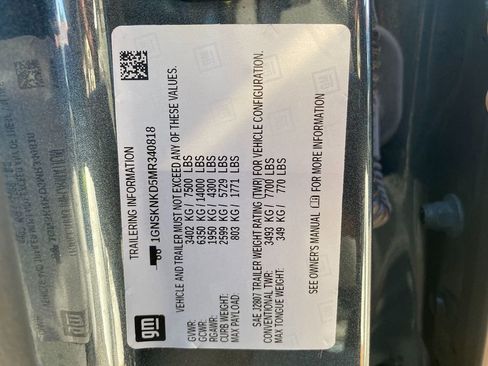 TRAILERING INFORMATION
1GNSKNKD5MR340818
VEHICLE AND TRAILER MUST NOT EXCEED ANY OF THESE VALUES.
GVWR: 3402 KG / 7500 LBS
GCWR: 6350 KG / 14000 LBS
RGAWR: 1950 KG / 4300 LBS
CURB WEIGHT: 2599 KG / 5729 LBS
MAX PAYLOAD: 803 KG / 1771 LBS
SAE J2807 TRAILER WEIGHT RATING (TWR) FOR VEHICLE CONFIGURATION.
CONVENTIONAL TWR: 3493 KG / 7700 LBS
MAX TONGUE WEIGHT: 349 KG / 770 LBS
SEE OWNER'S MANUAL FOR MORE INFORMATION
gm
gm